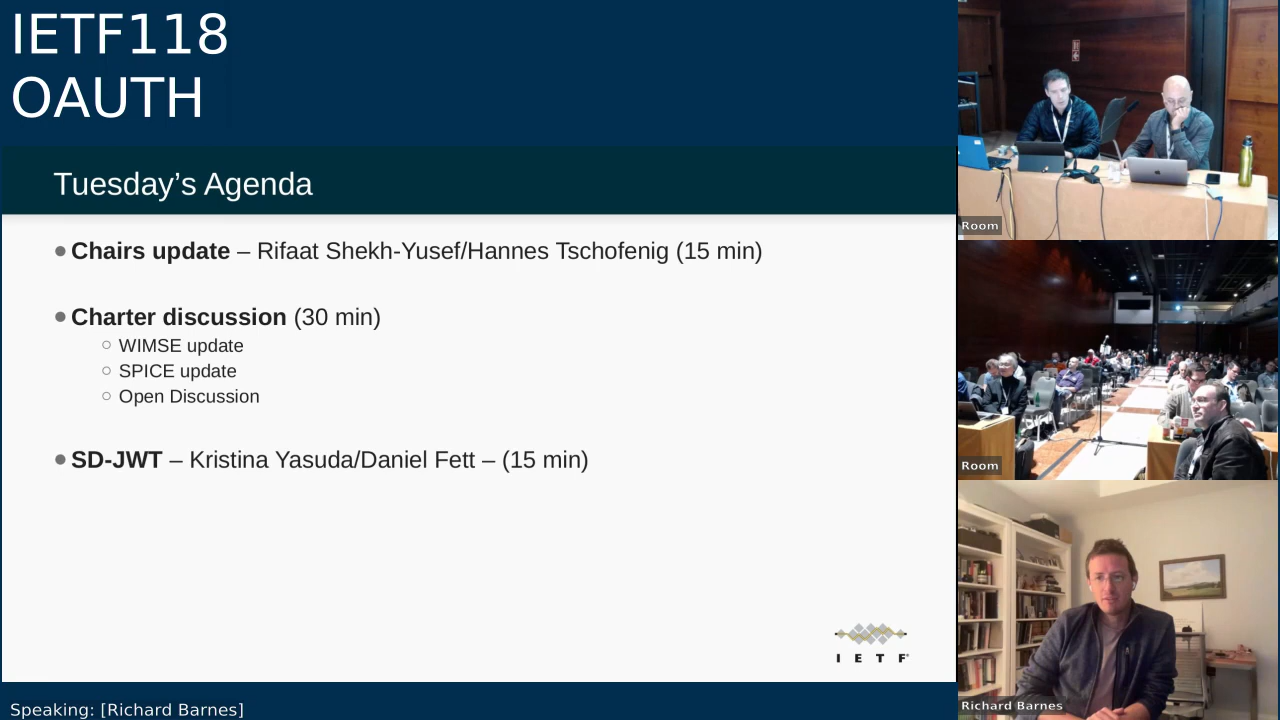 IETF118
OAUTH
Tuesday’s Agenda
● Chairs update – Rifaat Shekh-Yusef/Hannes Tschofenig (15 min)
● Charter discussion (30 min)
○ WIMSE update
○ SPICE update
○ Open Discussion
● SD-JWT – Kristina Yasuda/Daniel Fett – (15 min)
I E T F
Speaking: [Richard Barnes]
Room
Room
Richard Barnes